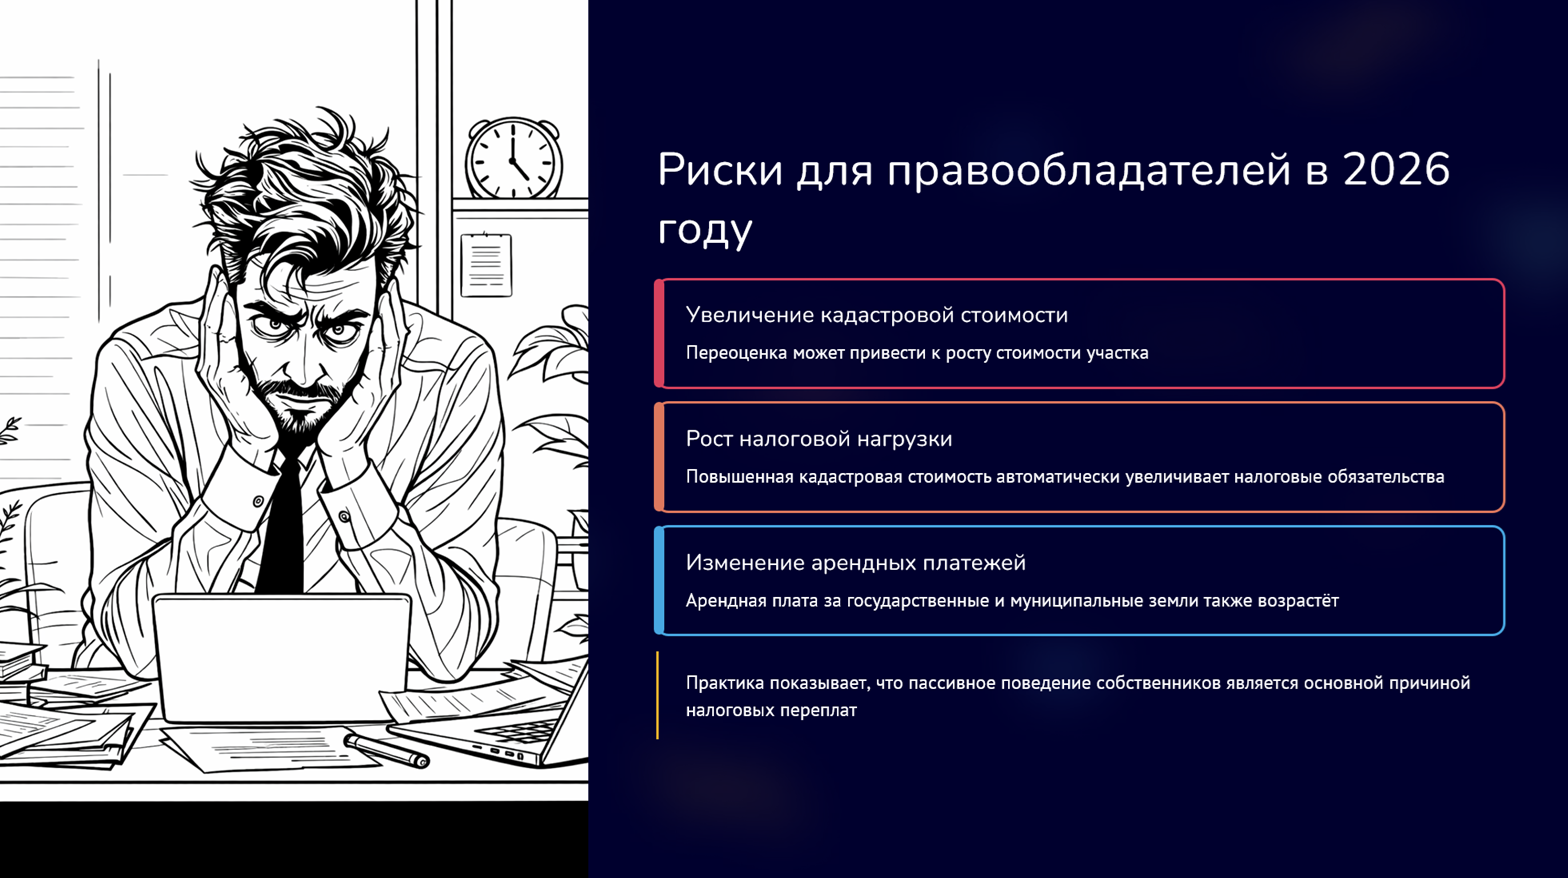 Риски для правообладателей в 2026
году
Увеличение кадастровой стоимости
Переоценка может привести к росту стоимости участка
Рост налоговой нагрузки
Повышенная кадастровая стоимость автоматически увеличивает налоговые обязательства
Изменение арендных платежей
Арендная плата за государственные и муниципальные земли также возрастёт
Практика показывает, что пассивное поведение собственников является основной причиной
налоговых переплат